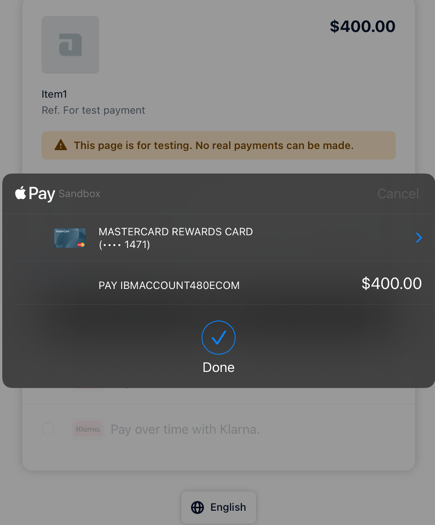 $400.00
Item1
Ref. For test payment
This page is for testing. No real payments can be made.
Pay Sandbox
Cancel
MASTERCARD REWARDS CARD
(•••• 1471)
PAY IBMACCOUNT480ECOM
$400.00
Done
Klarna.
Pay over time with Klarna.
English